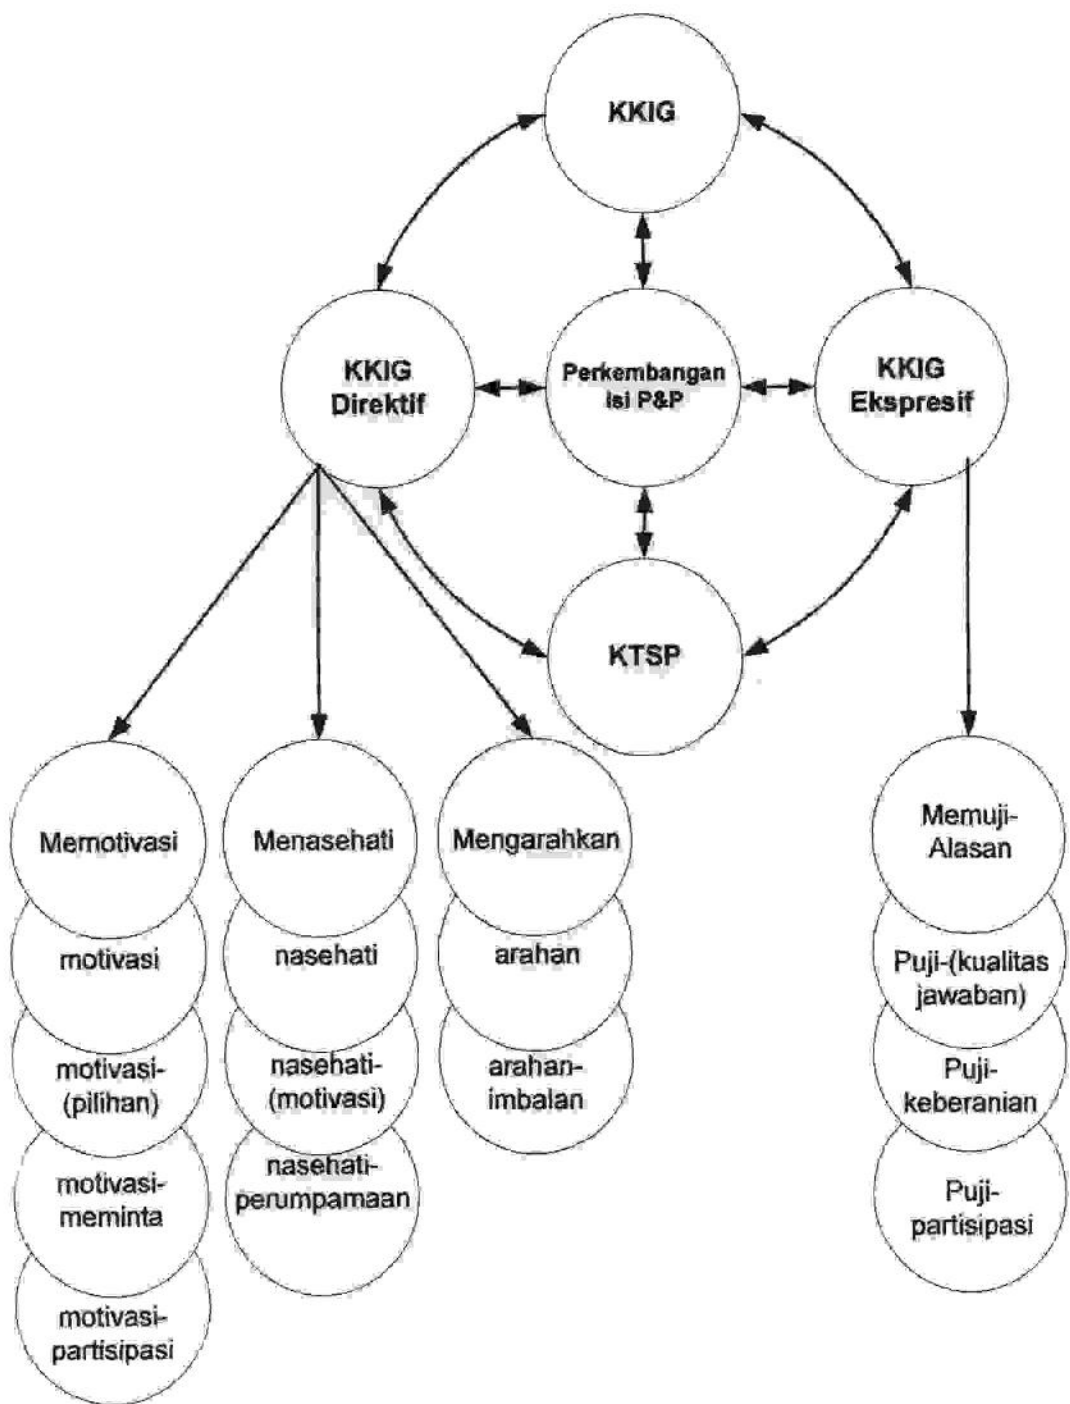 KKIG
KKIG
Direktif
Perkembangan
isi P&P
KKIG
Ekspresif
KTSP
Memotivasi
motivasi
motivasi-
(pilihan)
motivasi-
meminta
motivasi-
partisipasi
Menasehati
nasehati
nasehati-
(motivasi)
nasehati-
perumpamaan
Mengarahkan
arahan
arahan-
imbalan
Memuji-
Alasan
Puji-(kualitas
jawaban)
Puji-
keberanian
Puji-
partisipasi